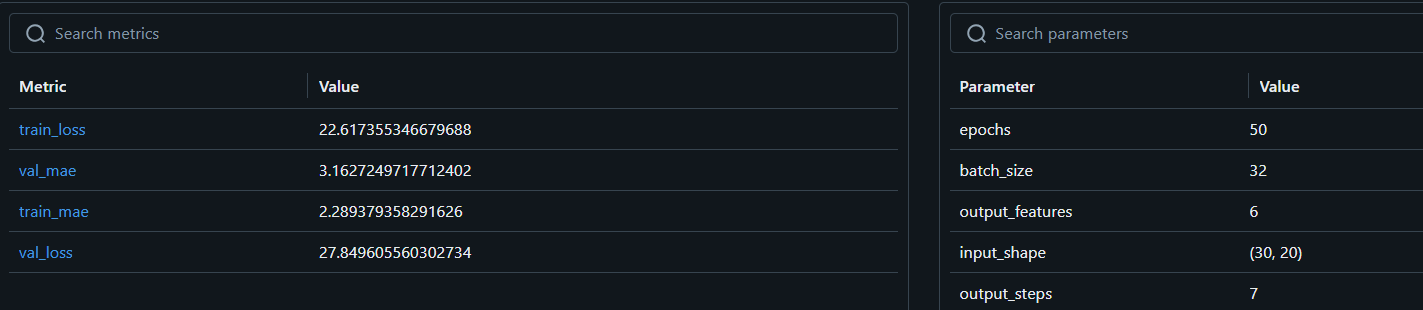 Search metrics
Metric Value
train_loss 22.617355346679688
val_mae 3.1627249717712402
train_mae 2.289379358291626
val_loss 27.849605560302734
Search parameters
Parameter Value
epochs 50
batch_size 32
output_features 6
input_shape (30, 20)
output_steps 7